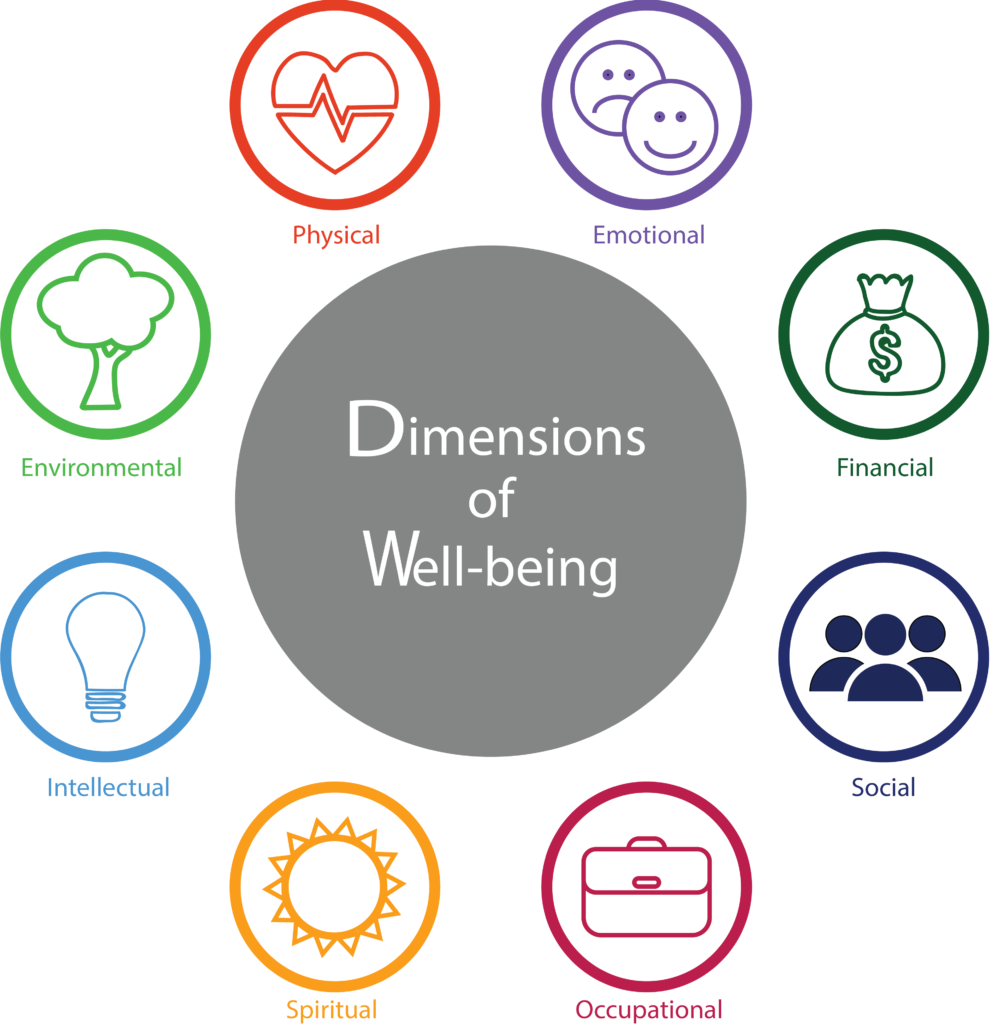 Physical
Emotional
Environmental
$
Financial
Dimensions
of
Well-being
Intellectual
Social
Spiritual
Occupational